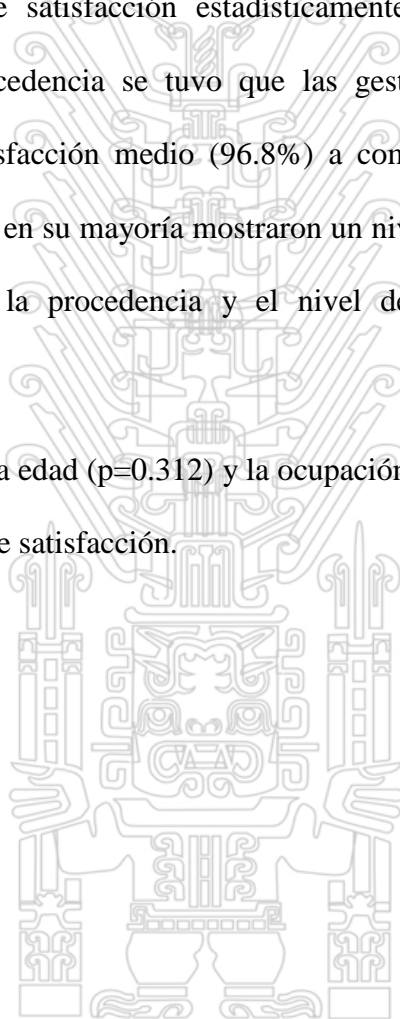 e satisfacción estadísticamente
cedencia se tuvo que las gest
sfacción medio (96.8%) a con
en su mayoría mostraron un niv
la procedencia y el nivel de
a edad (p=0.312) y la ocupación
e satisfacción.